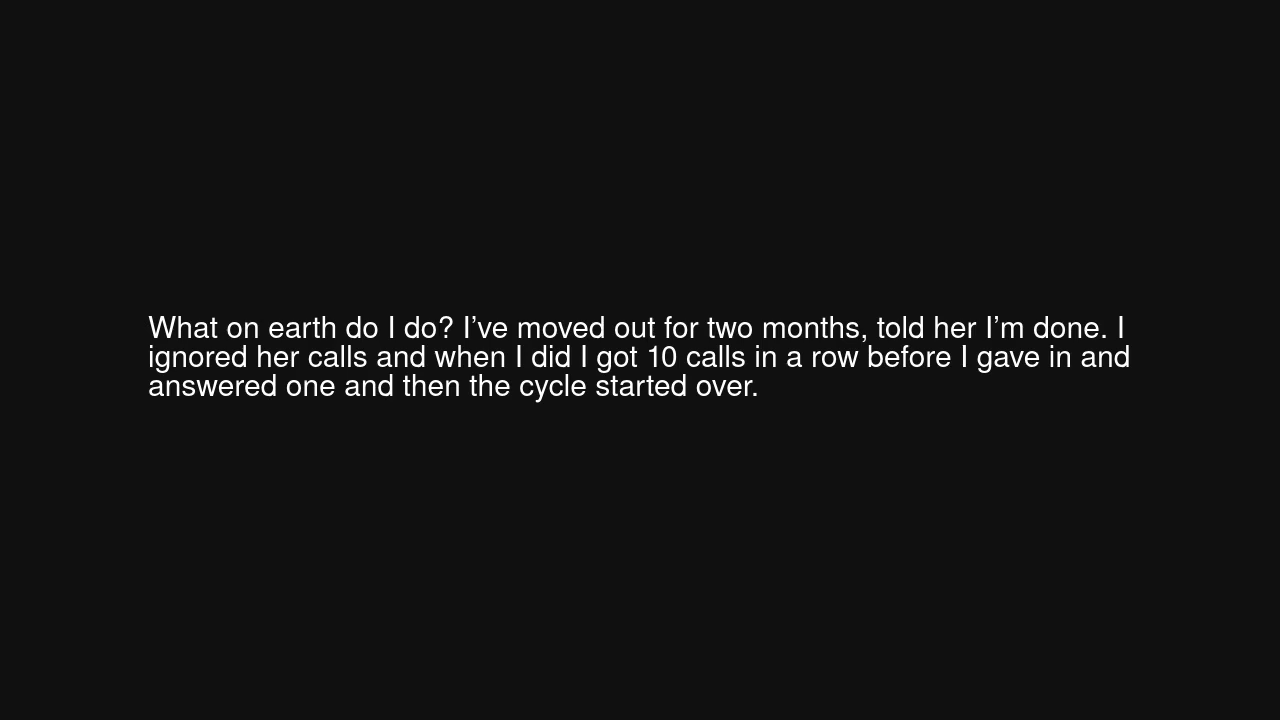 What on earth do I do? I’ve moved out for two months, told her I’m done. I
ignored her calls and when I did I got 10 calls in a row before I gave in and
answered one and then the cycle started over.